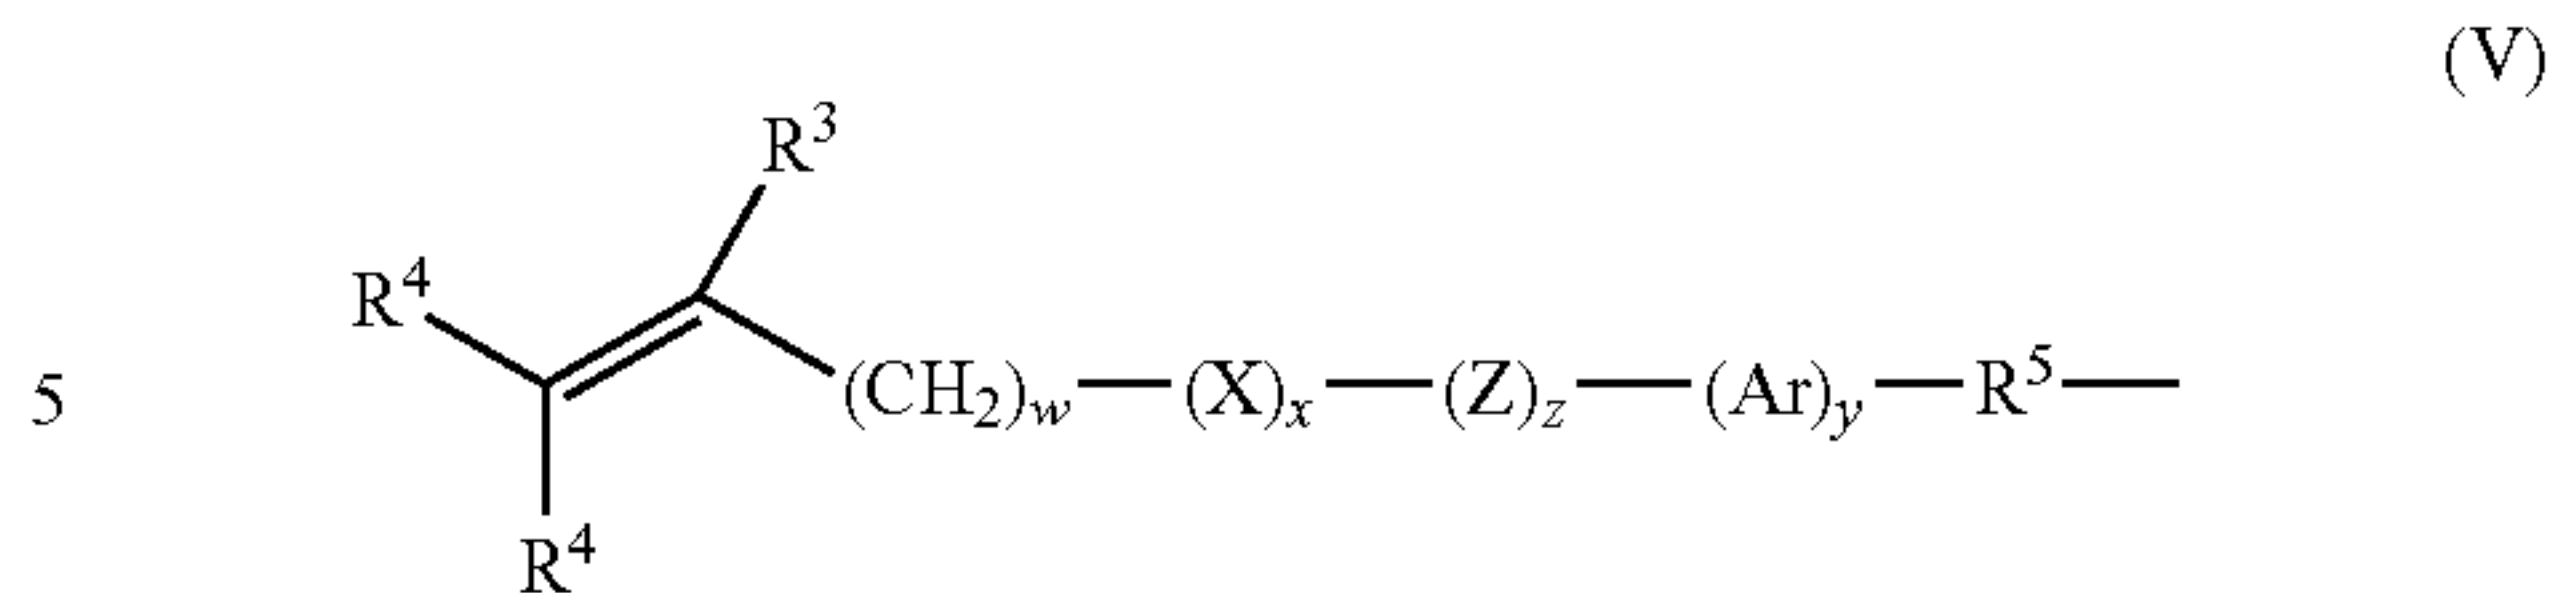 (V)
R³
R⁴
5 (CH₂)w—(X)x—(Z)z—(Ar)y—R⁵—
R⁴